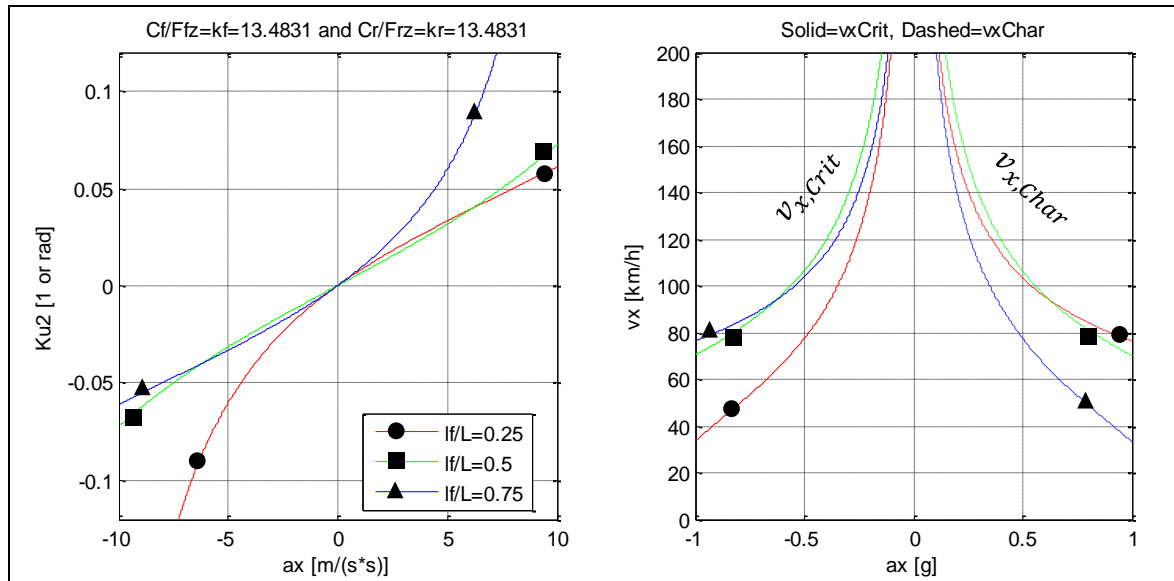 Cf/Ffz=kf=13.4831 and Cr/Frz=kr=13.4831
0.1
0.05
0
-0.05
-0.1
Ku2 [1 or rad]
-10
-5
0
5
10
ax [m/(s*s)]
lf/L=0.25
lf/L=0.5
lf/L=0.75
Solid=vxCrit, Dashed=vxChar
200
180
160
140
120
100
80
60
40
20
0
vx [km/h]
v_x,Crit
v_x,Char
-1
-0.5
0
0.5
1
ax [g]